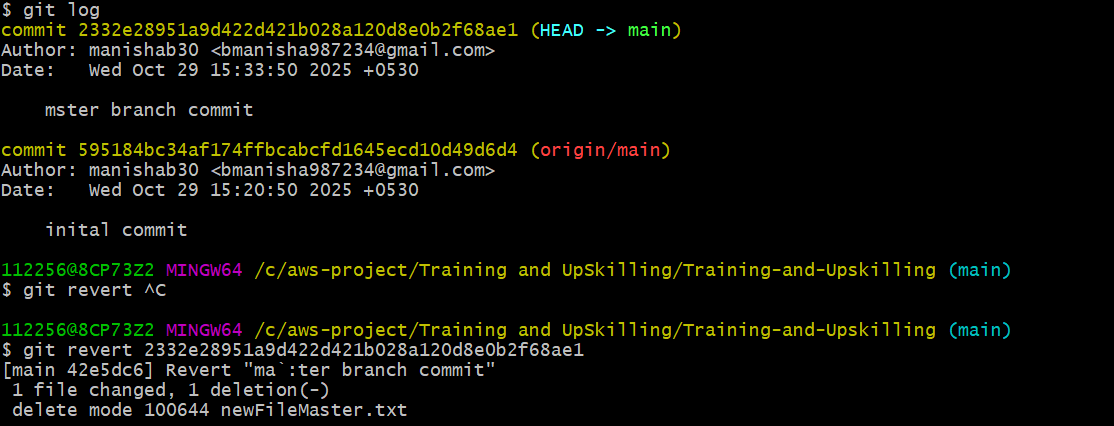 $ git log
commit 2332e28951a9d422d421b028a120d8e0b2f68ae1 (HEAD -> main)
Author: manishab30 <bmanisha987234@gmail.com>
Date:   Wed Oct 29 15:33:50 2025 +0530
    mster branch commit
commit 595184bc34af174ffbcabcfd1645ecd10d49d6d4 (origin/main)
Author: manishab30 <bmanisha987234@gmail.com>
Date:   Wed Oct 29 15:20:50 2025 +0530
    inital commit
112256@8CP73Z2 MINGW64 /c/aws-project/Training and UpSkilling/Training-and-Upskilling (main)
$ git revert ^C
112256@8CP73Z2 MINGW64 /c/aws-project/Training and UpSkilling/Training-and-Upskilling (main)
$ git revert 2332e28951a9d422d421b028a120d8e0b2f68ae1
[main 42e5dc6] Revert "ma`:ter branch commit"
 1 file changed, 1 deletion(-)
 delete mode 100644 newFileMaster.txt